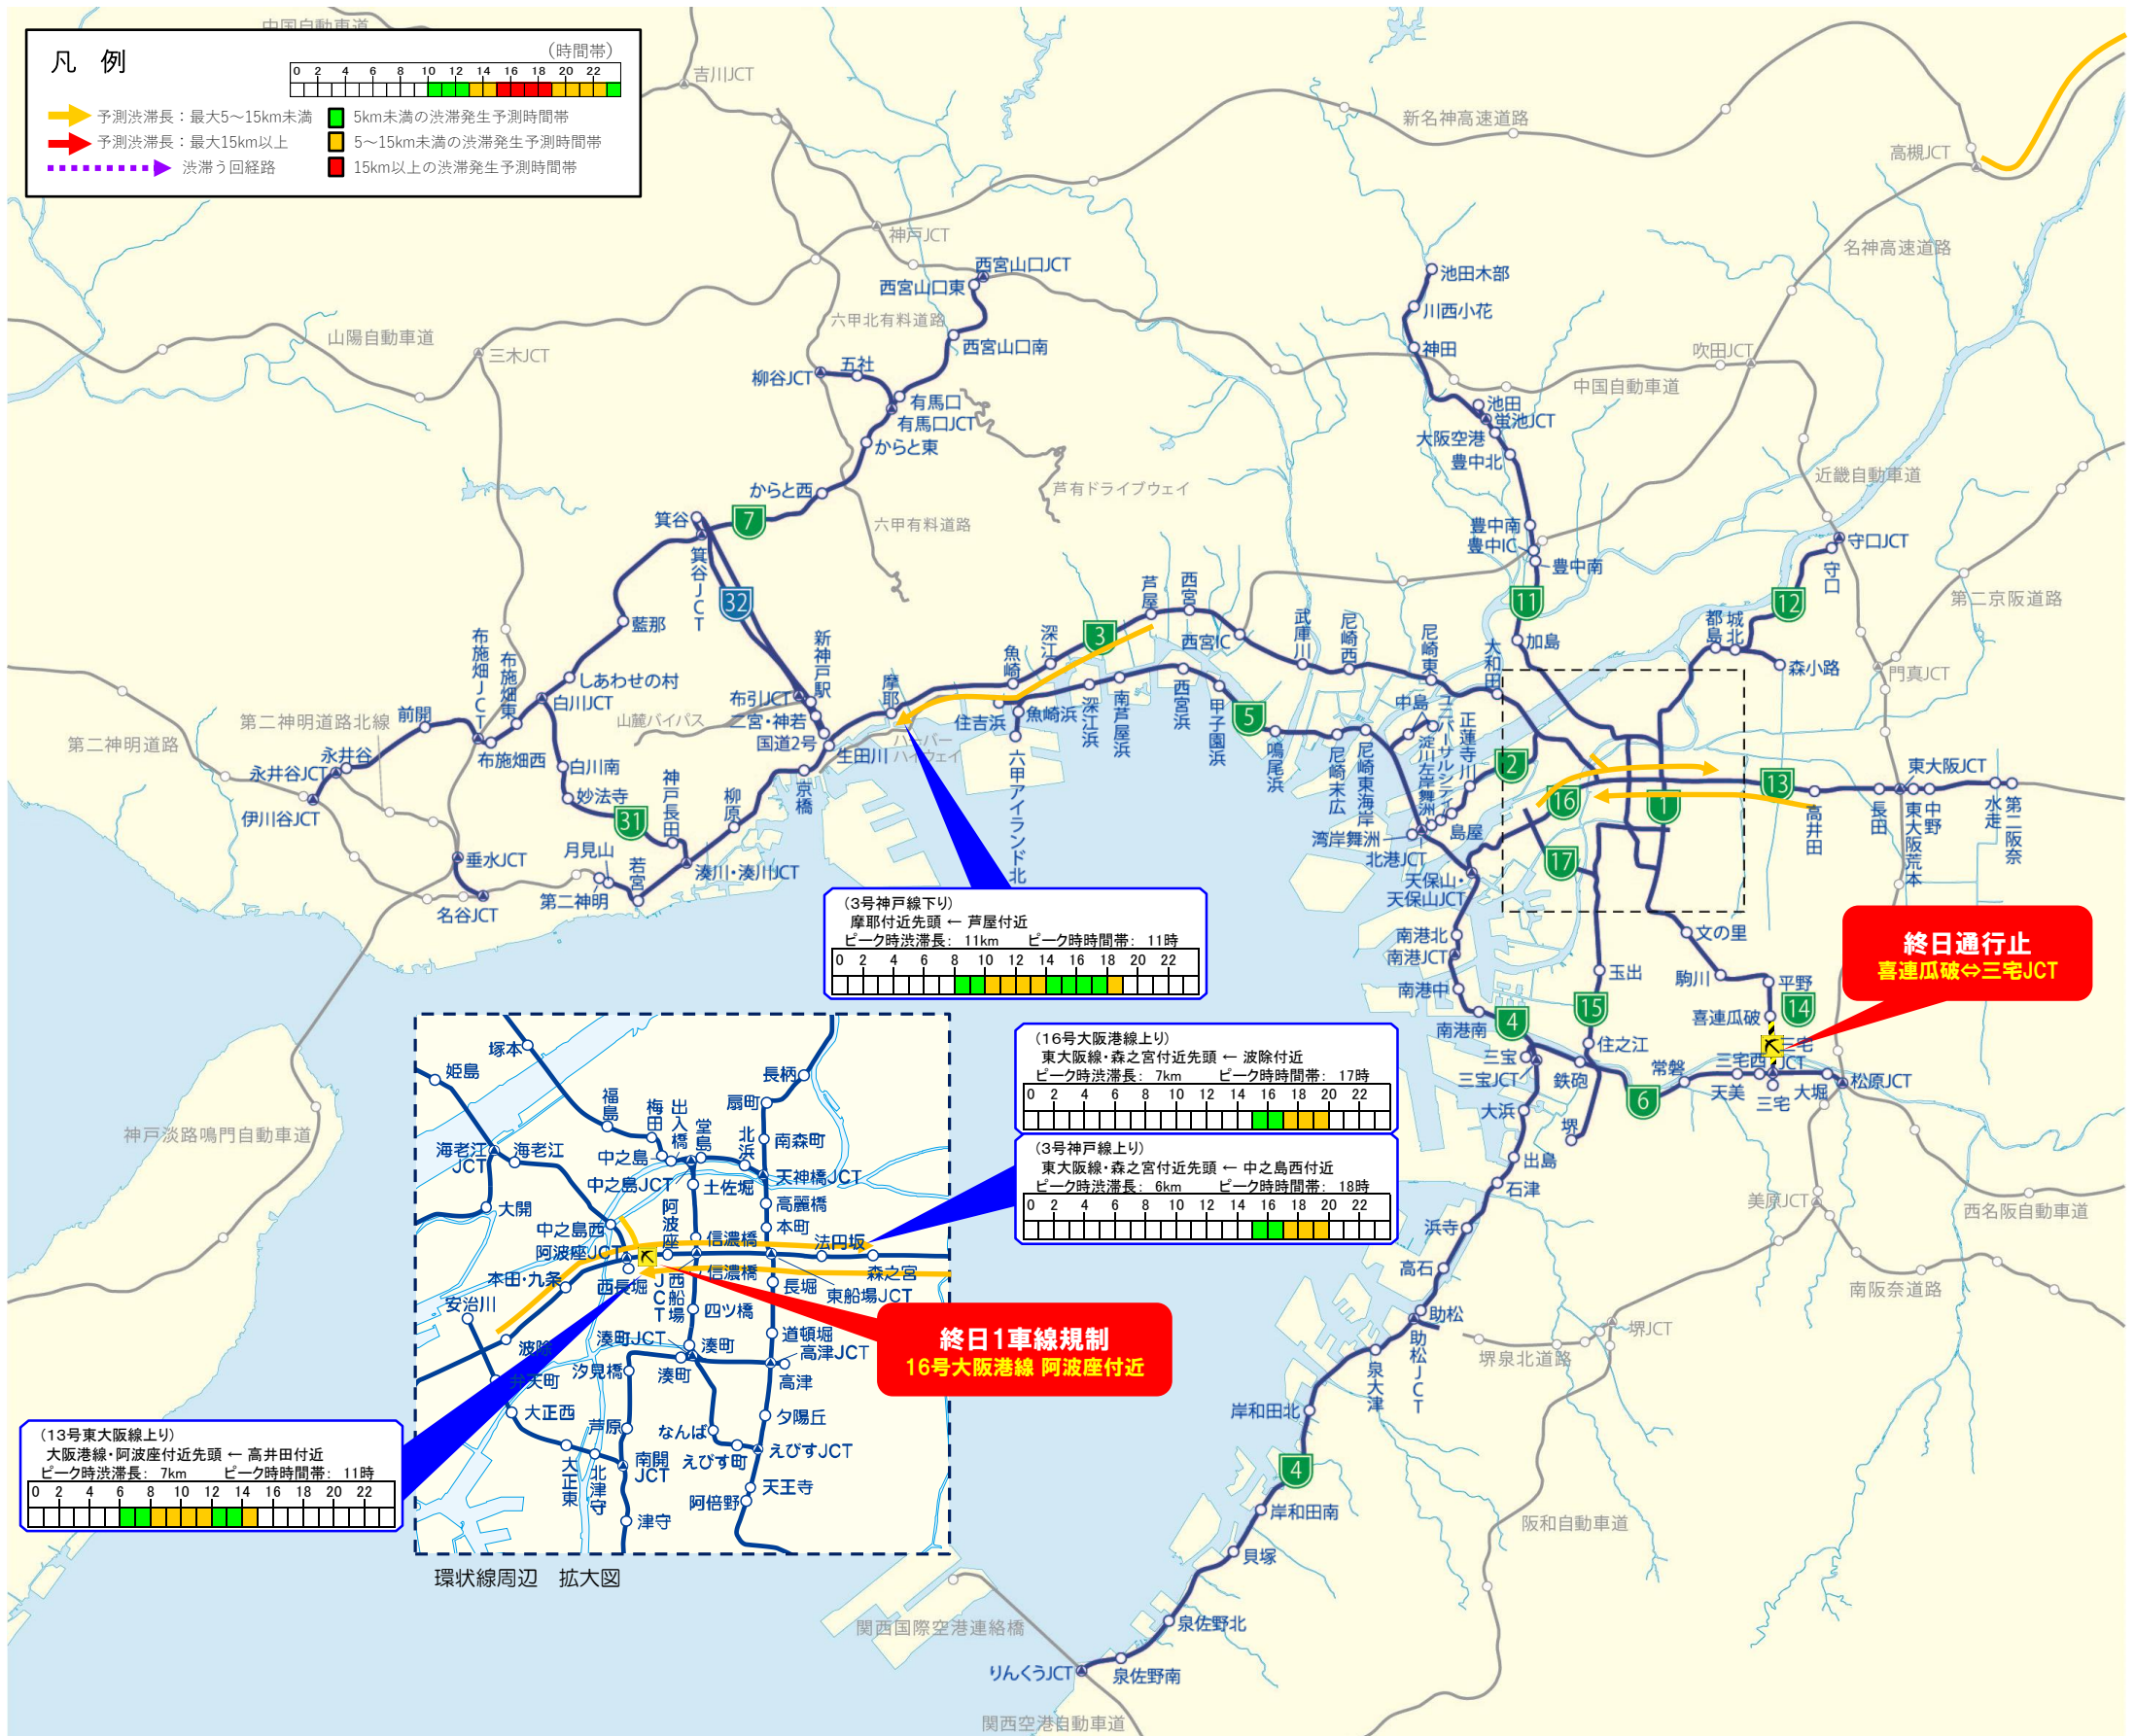 凡 例
(時間帯)
0 2 4 6 8 10 12 14 16 18 20 22
予測渋滞長：最大5～15km未満
5km未満の渋滞発生予測時間帯
予測渋滞長：最大15km以上
5～15km未満の渋滞発生予測時間帯
渋滞う回経路
15km以上の渋滞発生予測時間帯
中国自動車道
吉川JCT
新名神高速道路
高槻JCT
神戸JCT
名神高速道路
西宮山口JCT
西宮山口東
池田木部
川西小花
六甲北有料道路
山陽自動車道
三木JCT
西宮山口南
神田
吹田JCT
中国自動車道
柳谷JCT
五社
有馬口
有馬口JCT
からと東
池田
蛍池JCT
大阪空港
豊中北
からと西
芦有ドライブウェイ
近畿自動車道
箕谷
7
六甲有料道路
豊中南
豊中IC
豊中南
守口JCT
守口
箕谷JCT
32
藍那
新神戸駅
11
12
第二京阪道路
布施畑JCT
布施畑東
しあわせの村
白川JCT
布引JCT
二宮・神若
国道2号
山麓バイパス
摩耶
魚崎
深江
3
芦屋
西宮
西宮IC
武庫川
尼崎西
尼崎東
大和田
加島
都島
城北
森小路
門真JCT
第二神明道路北線
前開
第二神明道路
永井谷
永井谷JCT
伊川谷JCT
布施畑西
白川南
妙法寺
31
神戸長田
柳原
京橋
生田川
ハーバーハイウェイ
住吉浜
魚崎浜
六甲アイランド北
深江浜
南芦屋浜
西宮浜
甲子園浜
5
鳴尾浜
尼崎末広
尼崎東海岸
中島
ユニバーサルシティ
淀川左岸舞洲
正蓮寺川
2
島屋
湾岸舞洲
北港JCT
天保山・
天保山JCT
16
17
1
13
高井田
長田
東大阪JCT
東大阪荒本
中野
水走
第二阪奈
垂水JCT
名谷JCT
月見山
第二神明
若宮
湊川・湊川JCT
(3号神戸線下り)
摩耶付近先頭 ← 芦屋付近
ピーク時渋滞長： 11km ピーク時時間帯： 11時
0 2 4 6 8 10 12 14 16 18 20 22
南港北
南港JCT
南港中
南港南
4
玉出
15
住之江
文の里
駒川
平野
喜連瓜破
14
三宅JCT
三宅西
三宅
大堀
松原JCT
天美
常磐
6
鉄砲
三宝
三宝JCT
大浜
堺
出島
石津
浜寺
高石
助松
助松JCT
泉大津
岸和田北
4
岸和田南
貝塚
泉佐野北
泉佐野南
りんくうJCT
終日通行止
喜連瓜破⇔三宅JCT
(16号大阪港線上り)
東大阪線・森之宮付近先頭 ← 波除付近
ピーク時渋滞長： 7km ピーク時時間帯： 17時
0 2 4 6 8 10 12 14 16 18 20 22
(3号神戸線上り)
東大阪線・森之宮付近先頭 ← 中之島西付近
ピーク時渋滞長： 6km ピーク時時間帯： 18時
0 2 4 6 8 10 12 14 16 18 20 22
神戸淡路鳴門自動車道
美原JCT
西名阪自動車道
南阪奈道路
堺JCT
堺泉北道路
阪和自動車道
関西国際空港連絡橋
関西空港自動車道
塚本
姫島
福島
梅田
出入橋
堂島
北浜
長柄
扇町
南森町
海老江JCT
海老江
中之島
中之島JCT
土佐堀
天神橋JCT
高麗橋
本町
大開
中之島西
阿波座
阿波座JCT
信濃橋
法円坂
本田・九条
西長堀
西船場JCT
信濃橋
長堀
東船場JCT
森之宮
安治川
四ツ橋
波除
湊町JCT
湊町
道頓堀
高津JCT
弁天町
汐見橋
湊町
高津
大正西
芦原
なんば
夕陽丘
えびす町
えびすJCT
大正東
北津守
南開JCT
天王寺
阿倍野
津守
終日1車線規制
16号大阪港線 阿波座付近
(13号東大阪線上り)
大阪港線・阿波座付近先頭 ← 高井田付近
ピーク時渋滞長： 7km ピーク時時間帯： 11時
0 2 4 6 8 10 12 14 16 18 20 22
環状線周辺 拡大図